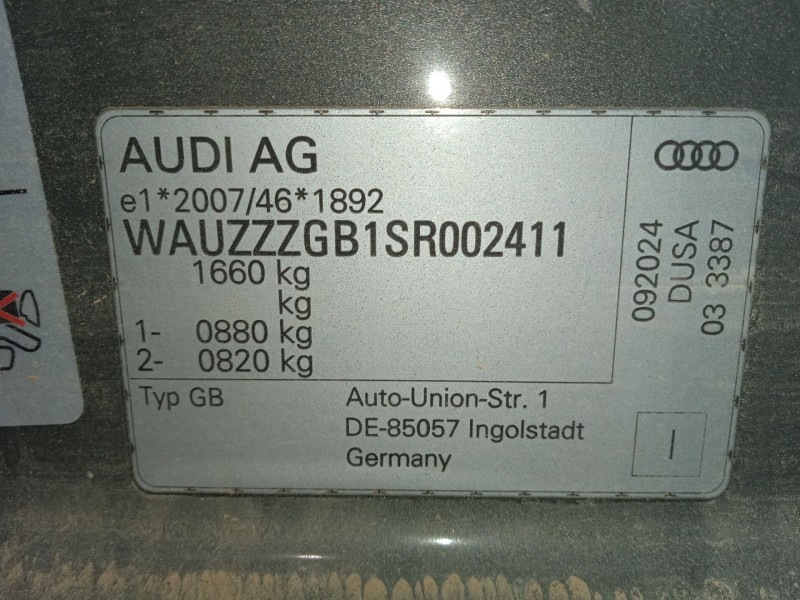 AUDI AG
e1*2007/46*1892
WAUZZZGB1SR002411
1660 kg
kg
1- 0880 kg
2- 0820 kg
Typ GB
Auto-Union-Str. 1
DE-85057 Ingolstadt
Germany
092024
DUSA
03 3387
I